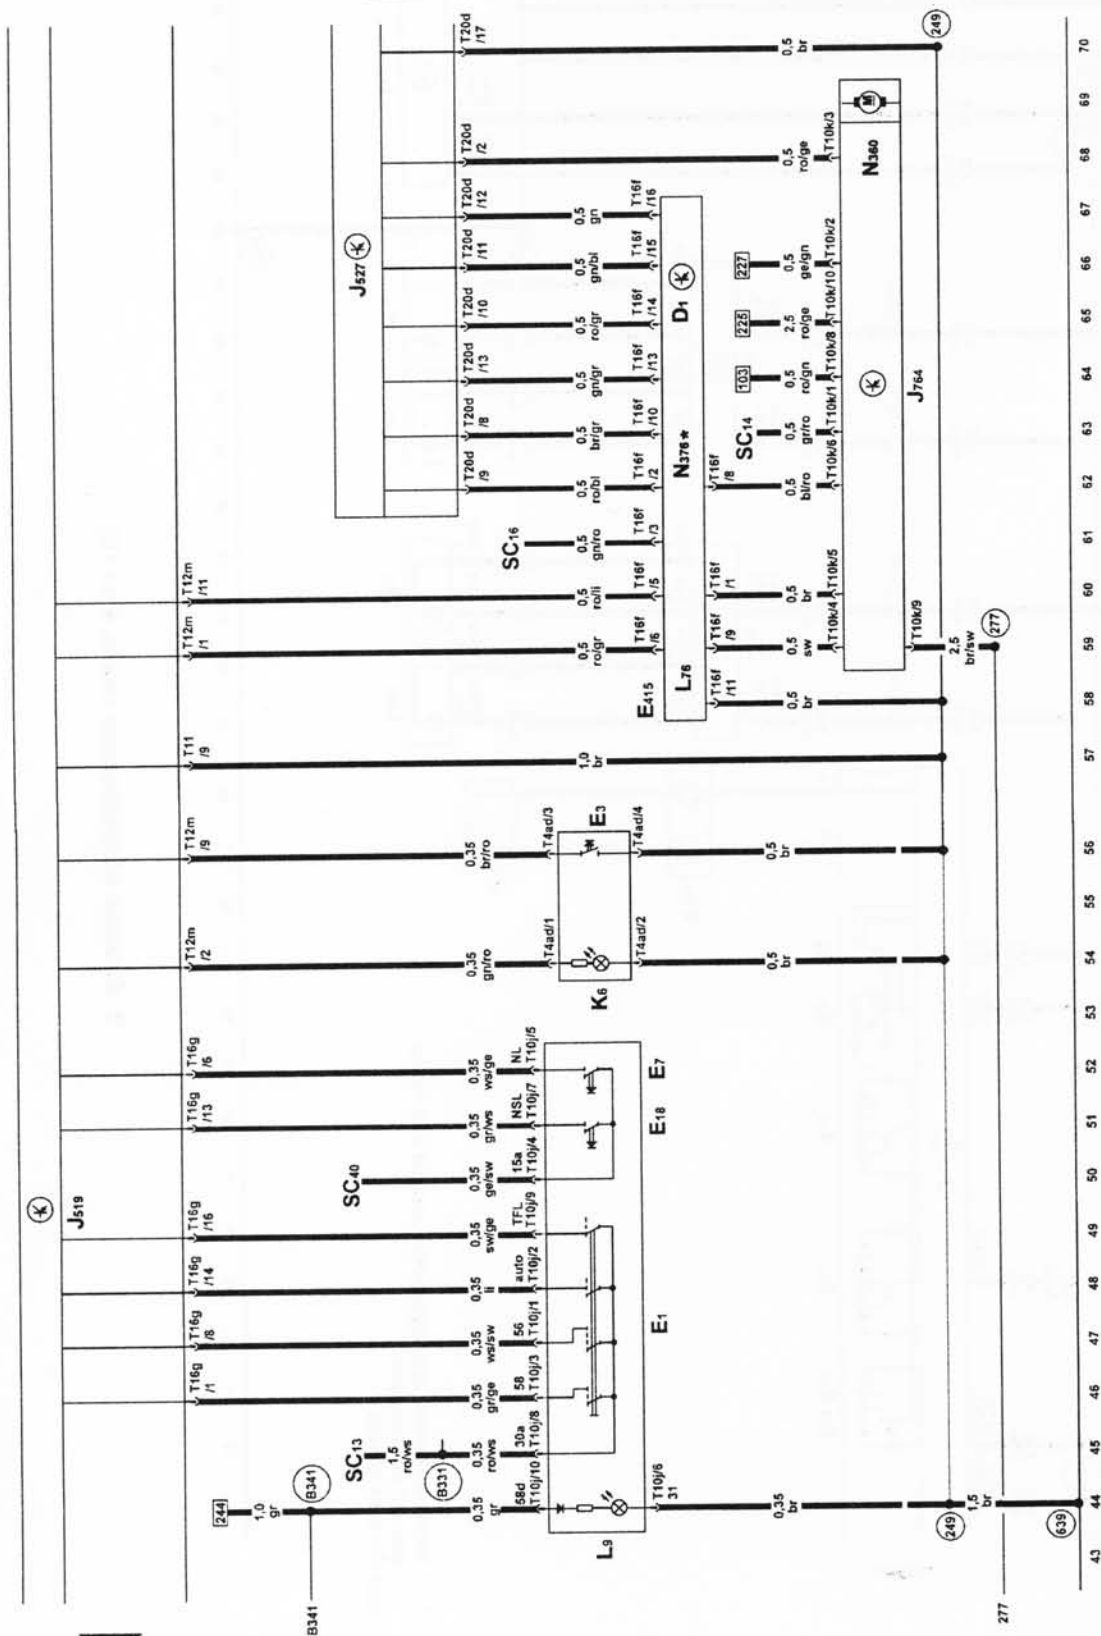 J519
J527
T16g /1
T16g /8
T16g /14
T16g /16
T16g /13
T16g /6
T12m /2
T12m /9
T11 /9
T12m /1
T12m /11
T20d /9
T20d /8
T20d /13
T20d /10
T20d /11
T20d /12
T20d /2
T20d /17
244
1,0 gr
B341
B341
SC13
1,5 ro/ws
B331
SC40
SC16
0,35 gr
0,35 ro/ws
0,35 gr/ge
0,35 ws/sw
0,35 li
0,35 sw/ge
0,35 ge/sw
0,35 gr/ws
0,35 ws/ge
0,35 gn/ro
0,35 br/ro
1,0 br
0,5 ro/gr
0,5 ro/li
0,5 gn/ro
0,5 ro/bl
0,5 br/gr
0,5 gn/gr
0,5 ro/gr
0,5 gn/bl
0,5 gn
58d T10j/10
30a T10j/8
58 T10j/3
56 T10j/1
auto T10j/2
TFL T10j/9
15a T10j/4
NSL T10j/7
NL T10j/5
T4ad/1
T4ad/3
T16f /6
T16f /5
T16f /3
T16f /2
T16f /10
T16f /13
T16f /14
T16f /15
T16f /16
L9
E1
E18
E7
K6
E3
E415
L76
N376*
D1
T10j/6 31
T4ad/2
T4ad/4
T16f /11
T16f /9
T16f /1
T16f /8
SC14
103
225
227
0,35 br
0,5 br
0,5 br
0,5 br
0,5 sw
0,5 br
0,5 bl/ro
0,5 gr/ro
0,5 ro/gn
2,5 ro/ge
0,5 ge/gn
0,5 ro/ge
0,5 br
T10k/4
T10k/5
T10k/6
T10k/1
T10k/8
T10k/10
T10k/2
T10k/3
M
N360
J764
T10k/9
2,5 br/sw
249
249
1,5 br
277
277
639
43 44 45 46 47 48 49 50 51 52 53 54 55 56 57 58 59 60 61 62 63 64 65 66 67 68 69 70